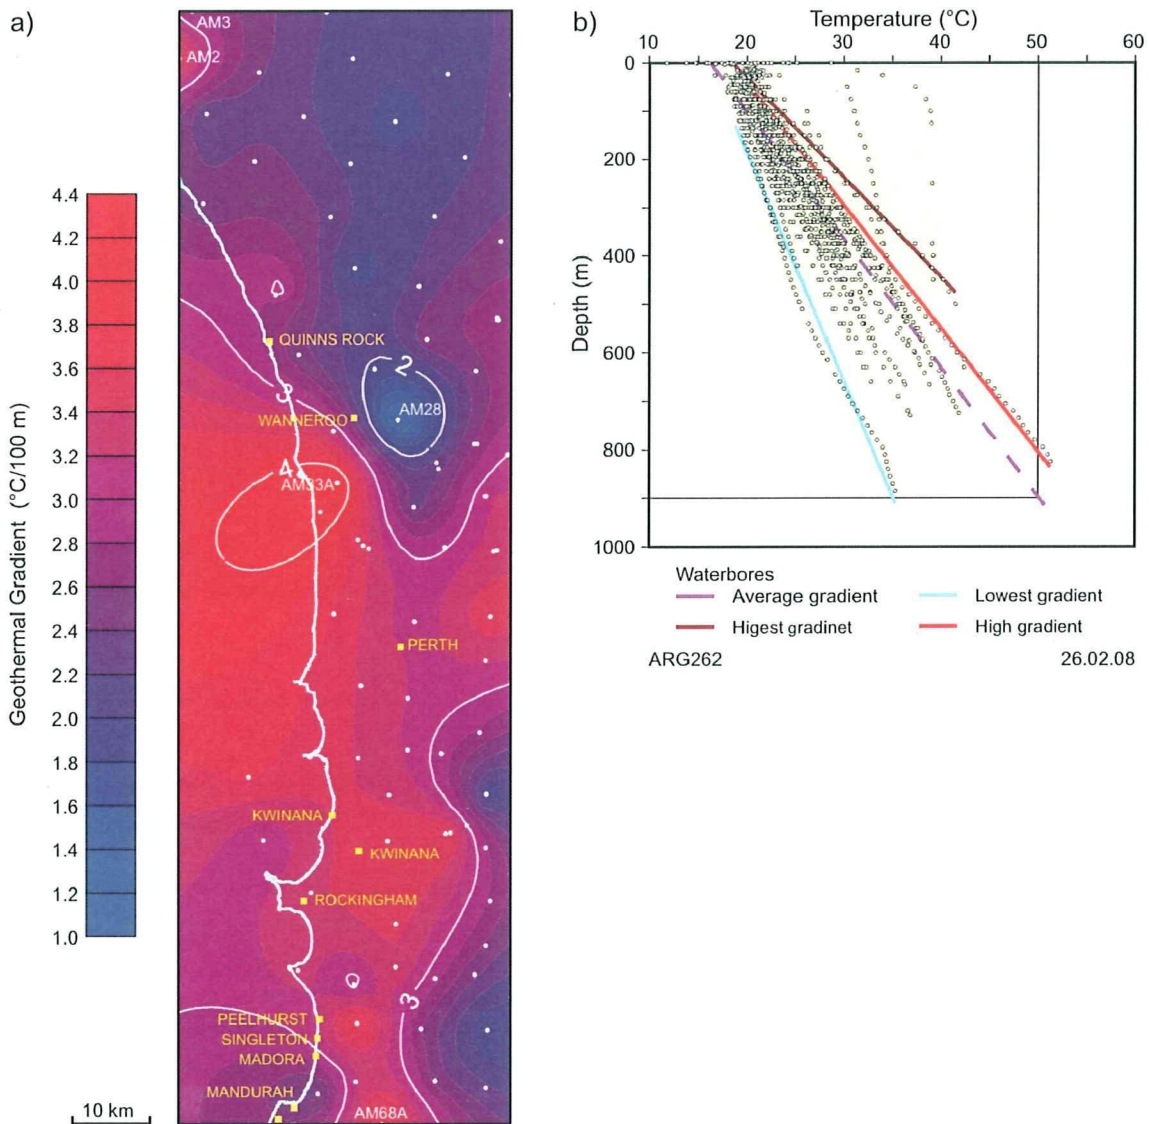 a)
AM3
AM2
4.4
4.2
4.0
3.8
3.6
3.4
3.2
3.0
2.8
2.6
2.4
2.2
2.0
1.8
1.6
1.4
1.2
1.0
Geothermal Gradient (°C/100 m)
QUINNS ROCK
2
3
AM28
WANNEROO
4
AM33A
PERTH
KWINANA
KWINANA
ROCKINGHAM
3
PEELHURST
SINGLETON
MADORA
MANDURAH
AM68A
10 km
b)
Temperature (°C)
10 20 30 40 50 60
0
200
400
600
800
1000
Depth (m)
Waterbores
Average gradient
Lowest gradient
Higest gradinet
High gradient
ARG262
26.02.08